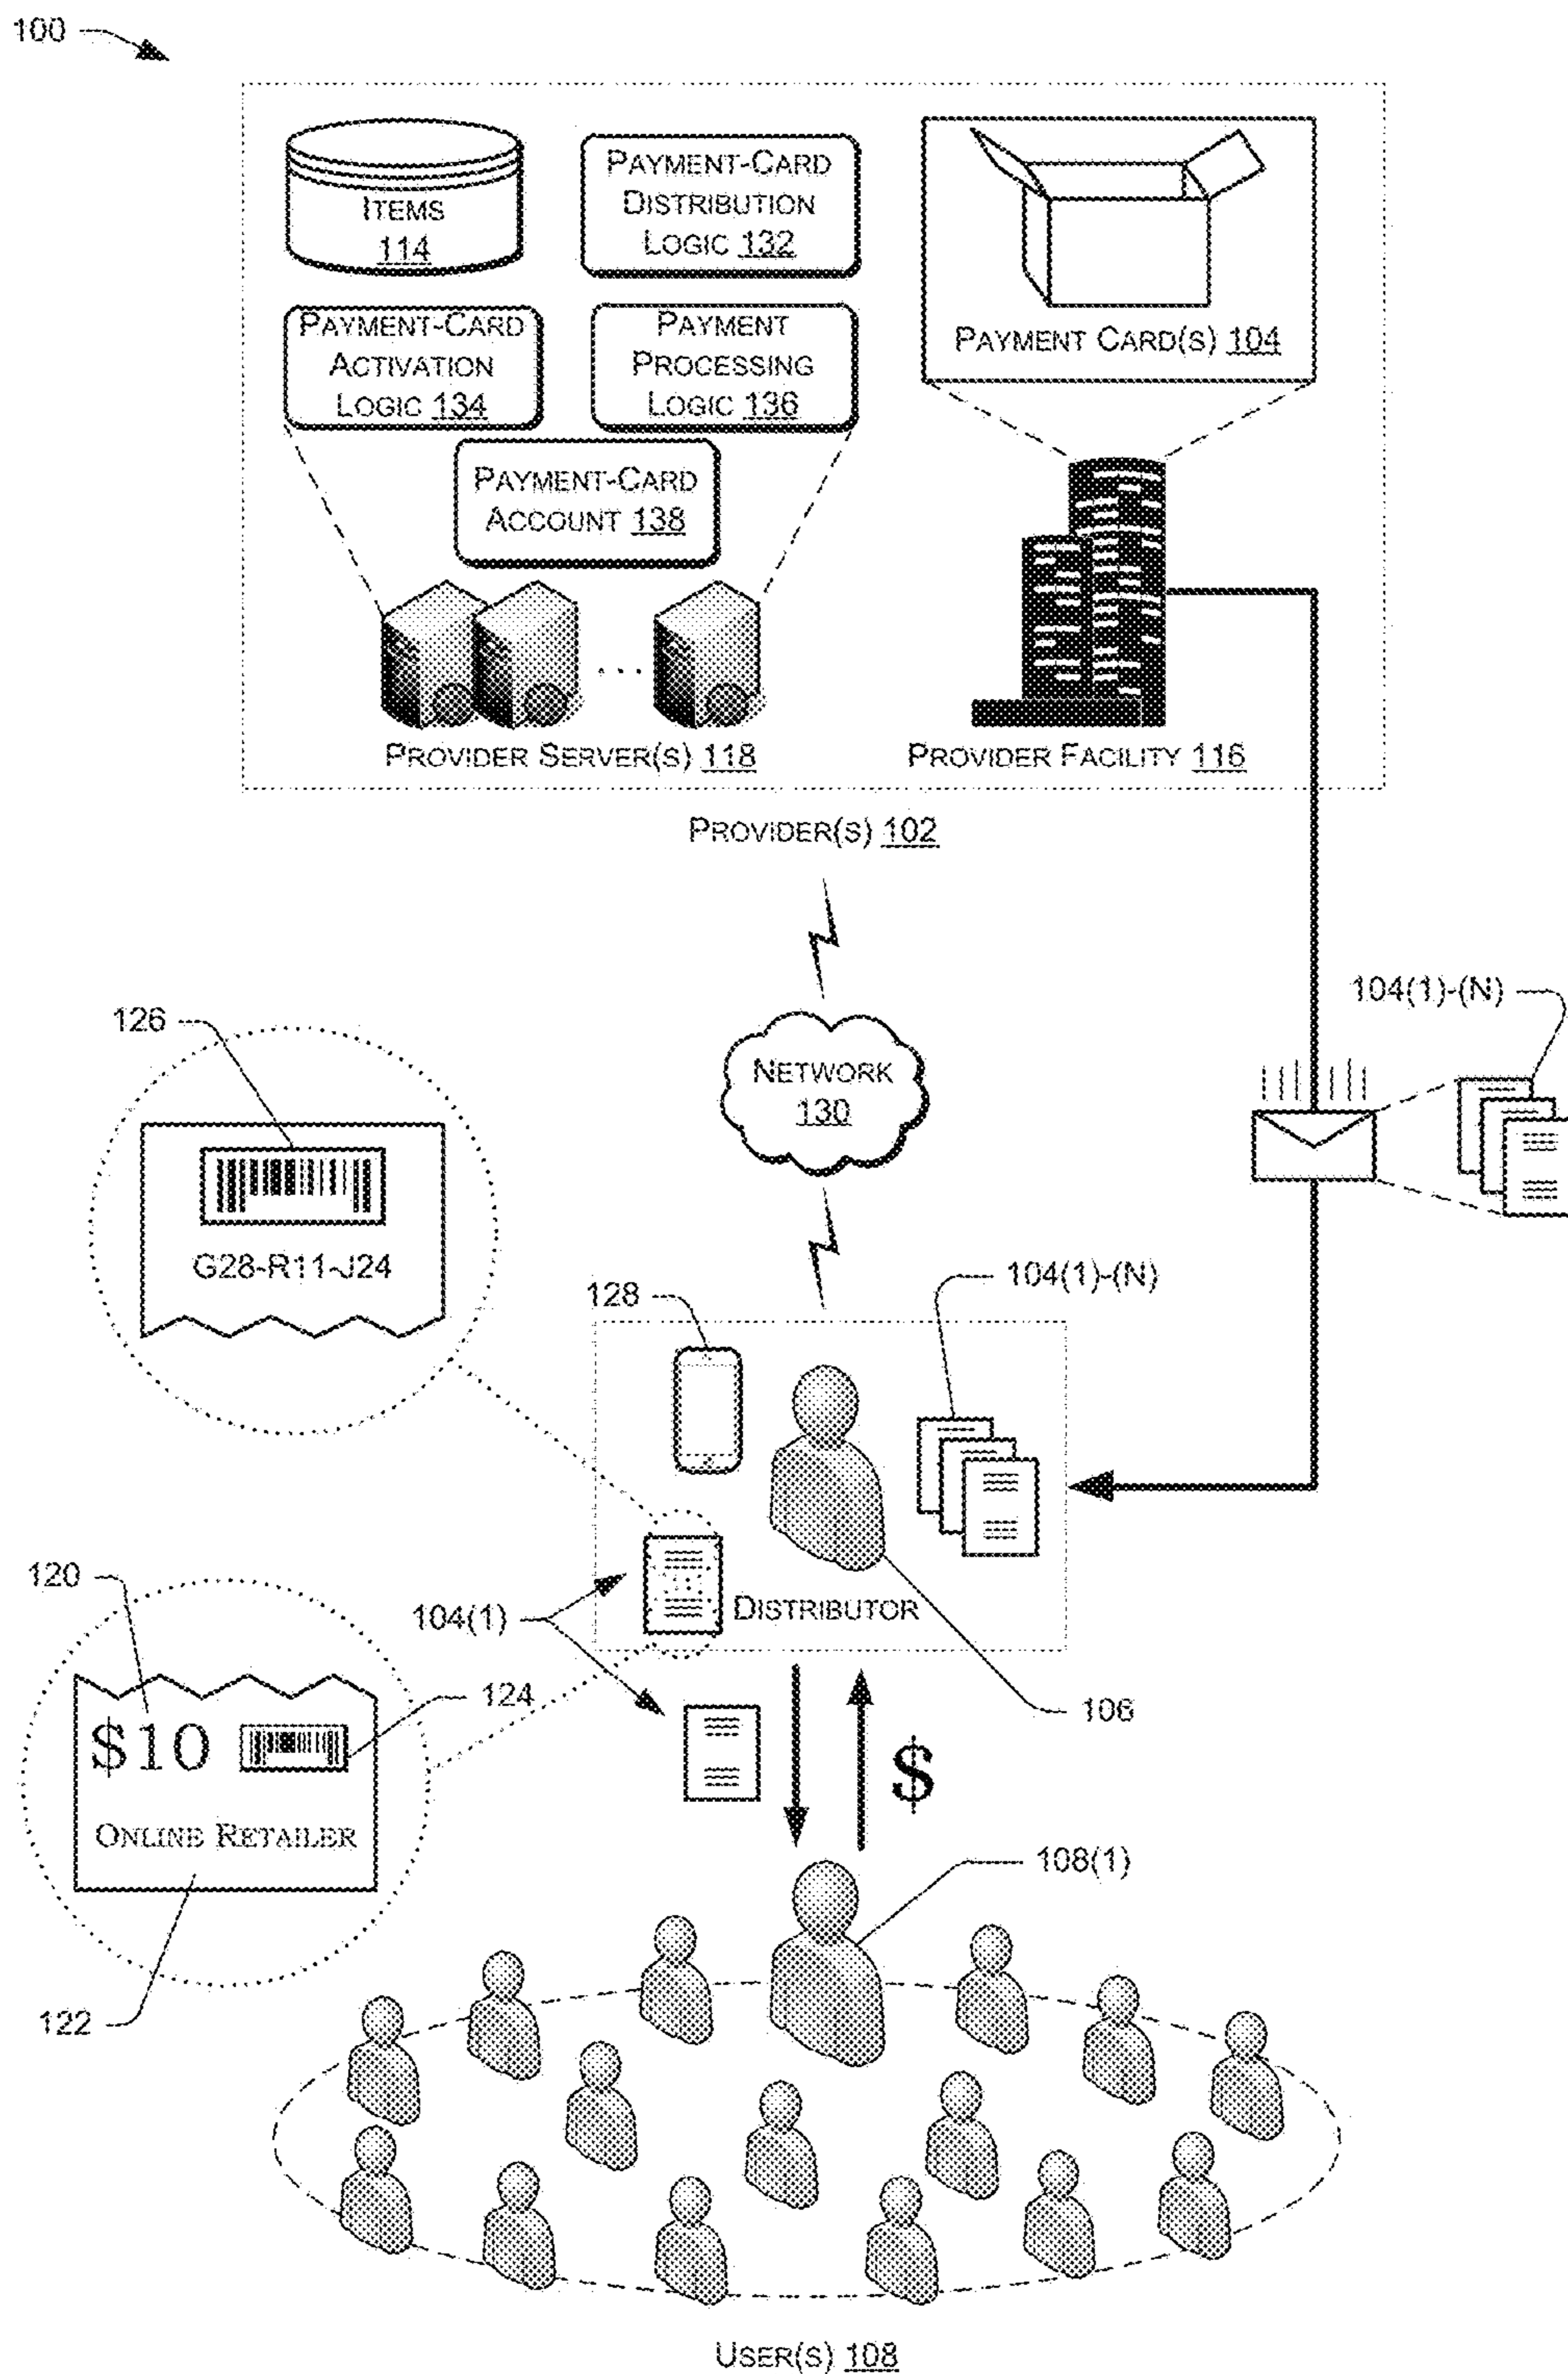 100
ITEMS
114
PAYMENT-CARD
DISTRIBUTION
LOGIC 132
PAYMENT-CARD
ACTIVATION
LOGIC 134
PAYMENT
PROCESSING
LOGIC 136
PAYMENT CARD(S) 104
PAYMENT-CARD
ACCOUNT 138
PROVIDER SERVER(S) 118
PROVIDER FACILITY 116
PROVIDER(S) 102
104(1)-(N)
126
NETWORK
130
G28-R11-J24
128
104(1)-(N)
120
104(1)
DISTRIBUTOR
124
106
$10
$
ONLINE RETAILER
108(1)
122
USER(S) 108